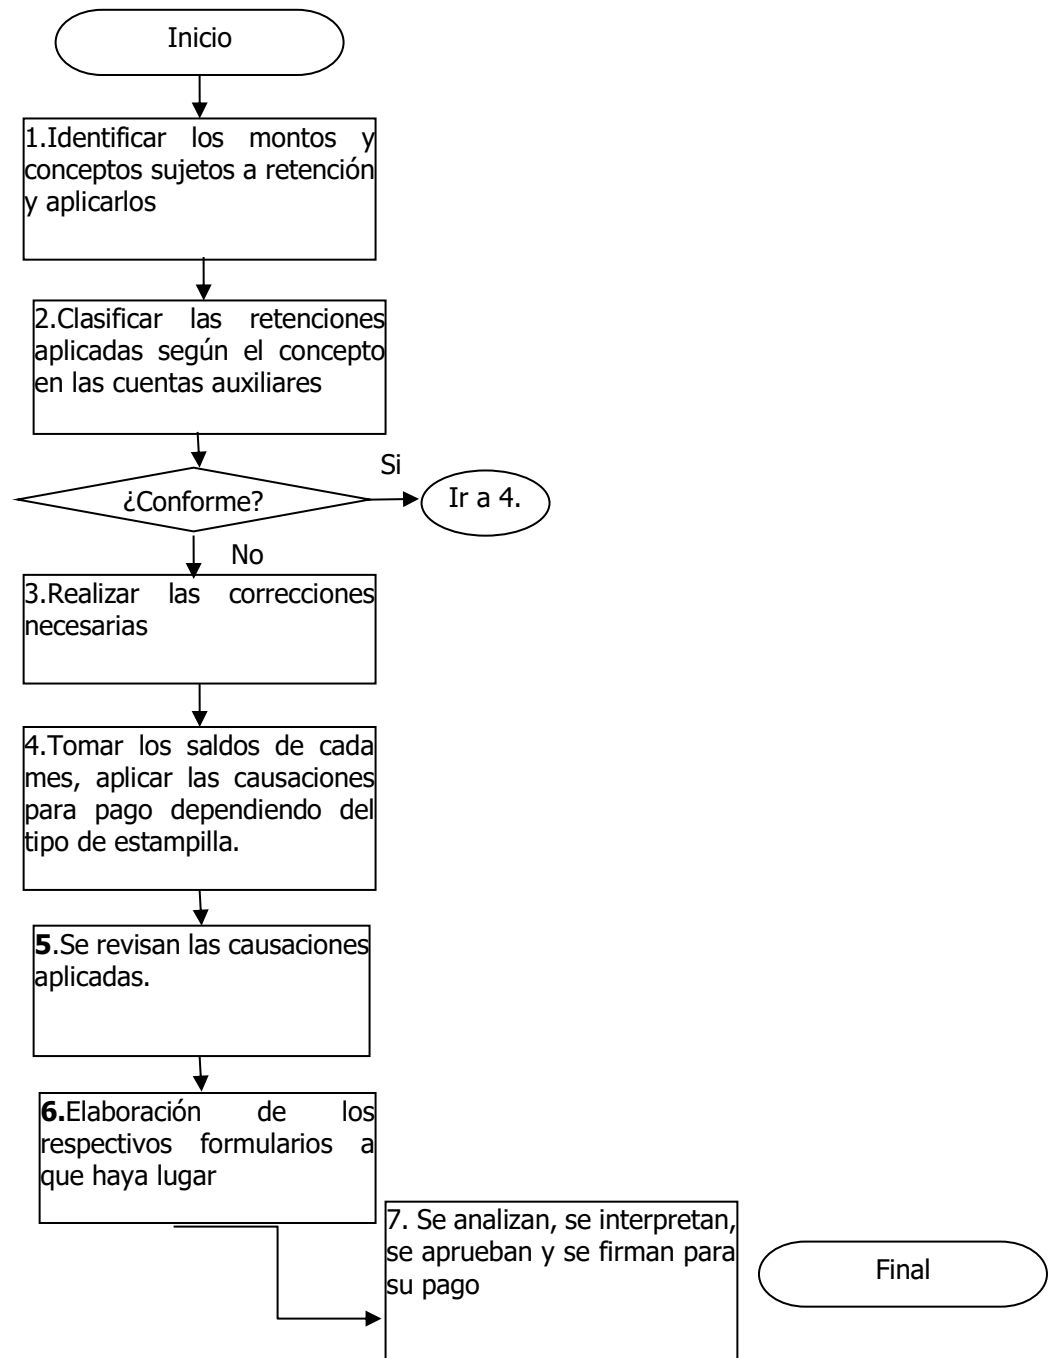 Inicio
1.Identificar los montos y
conceptos sujetos a retención
y aplicarlos
2.Clasificar las retenciones
aplicadas según el concepto
en las cuentas auxiliares
Si
¿Conforme?
Ir a 4.
No
3.Realizar las correcciones
necesarias
4.Tomar los saldos de cada
mes, aplicar las causaciones
para pago dependiendo del
tipo de estampilla.
5.Se revisan las causaciones
aplicadas.
6.Elaboración de los
respectivos formularios a
que haya lugar
7. Se analizan, se interpretan,
se aprueban y se firman para
su pago
Final